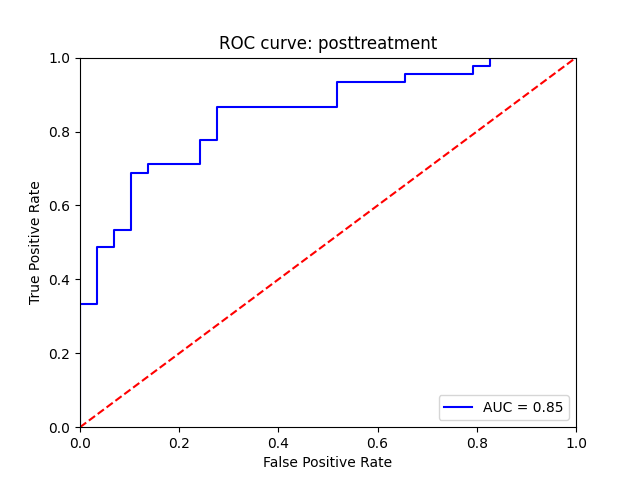 ROC curve: posttreatment
1.0
0.8
0.6
0.4
0.2
0.0
True Positive Rate
0.0 0.2 0.4 0.6 0.8 1.0
False Positive Rate
AUC = 0.85